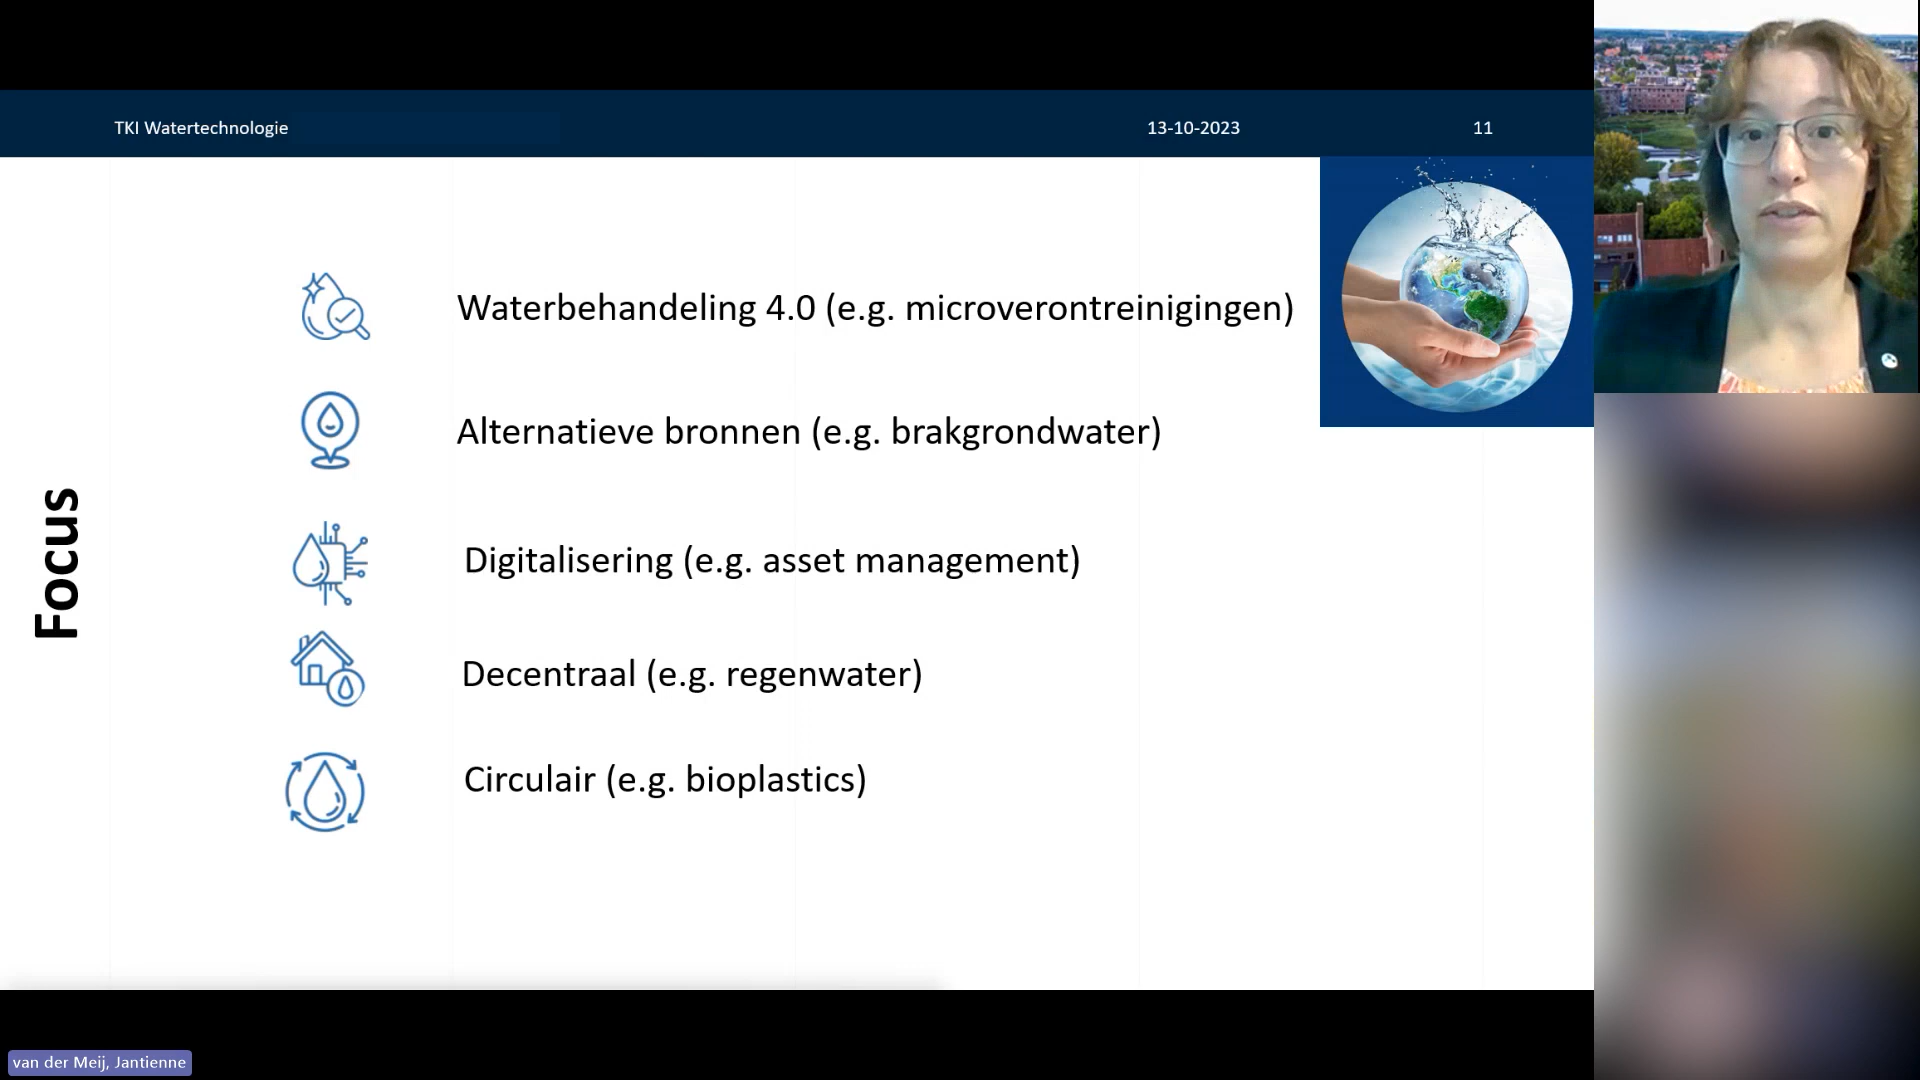 TKI Watertechnologie
13-10-2023
11
Focus
Waterbehandeling 4.0 (e.g. microverontreinigingen)
Alternatieve bronnen (e.g. brakgrondwater)
Digitalisering (e.g. asset management)
Decentraal (e.g. regenwater)
Circulair (e.g. bioplastics)
van der Meij, Jantienne